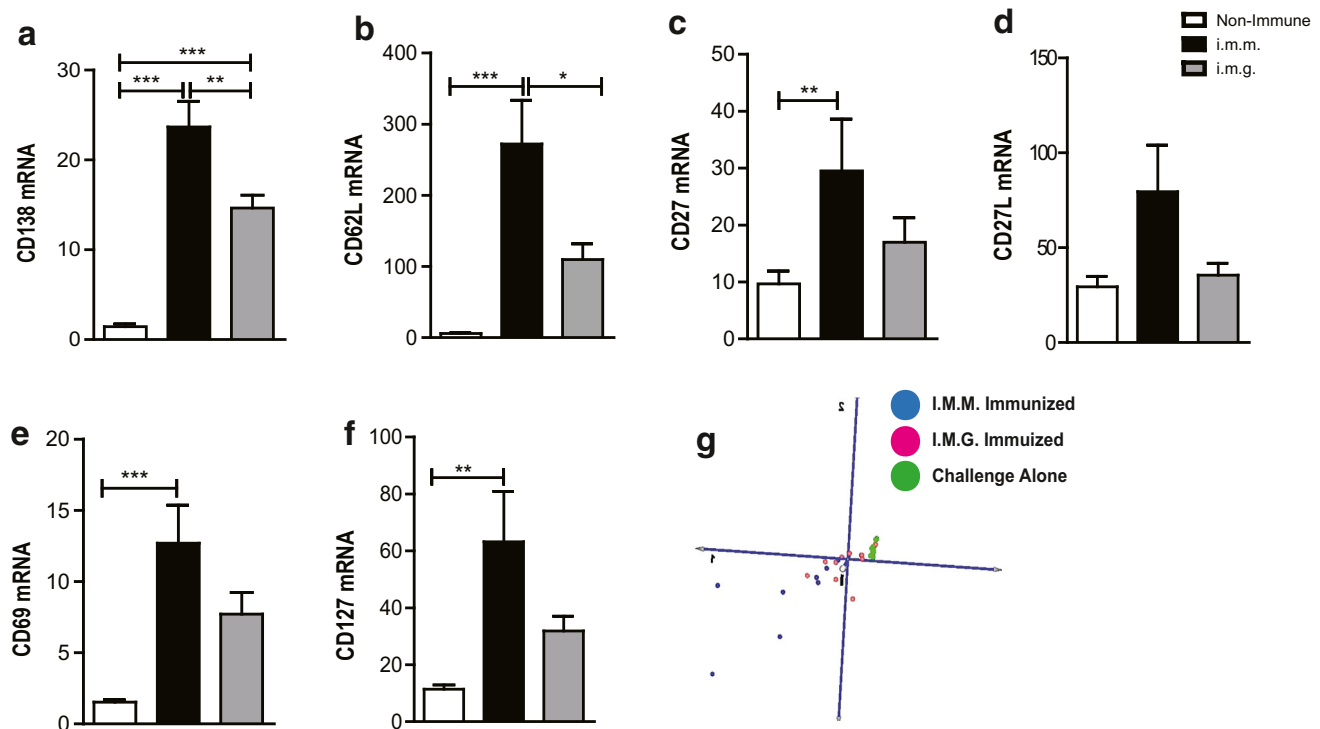 a
CD138 mRNA
30
20
10
0
***
***
**
b
CD62L mRNA
400
300
200
100
0
***
*
c
CD27 mRNA
50
40
30
20
10
0
**
d
CD27L mRNA
150
100
50
0
Non-Immune
i.m.m.
i.m.g.
e
CD69 mRNA
20
15
10
5
0
***
f
CD127 mRNA
100
80
60
40
20
0
**
g
2
1
I.M.M. Immunized
I.M.G. Immuized
Challenge Alone